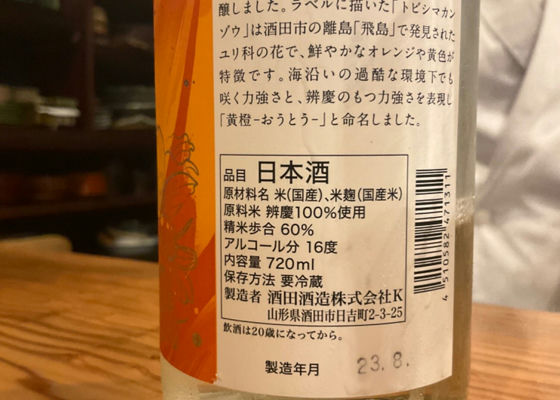 醸しました。ラベルに描いた「トビシマカン
ゾウ」は酒田市の離島「飛島」で発見された
ユリ科の花で、鮮やかなオレンジや黄色が
特徴です。海沿いの過酷な環境下でも
咲く力強さと、辨慶のもつ力強さを表現し
「黄橙−おうとう−」と命名しました。
品目 日本酒
原材料名 米(国産)、米麹(国産米)
原料米 辨慶100%使用
精米歩合 60%
アルコール分 16度
内容量 720ml
保存方法 要冷蔵
製造者 酒田酒造株式会社K
山形県酒田市日吉町2-3-25
飲酒は20歳になってから。
製造年月 23.8.
4 510582 471311